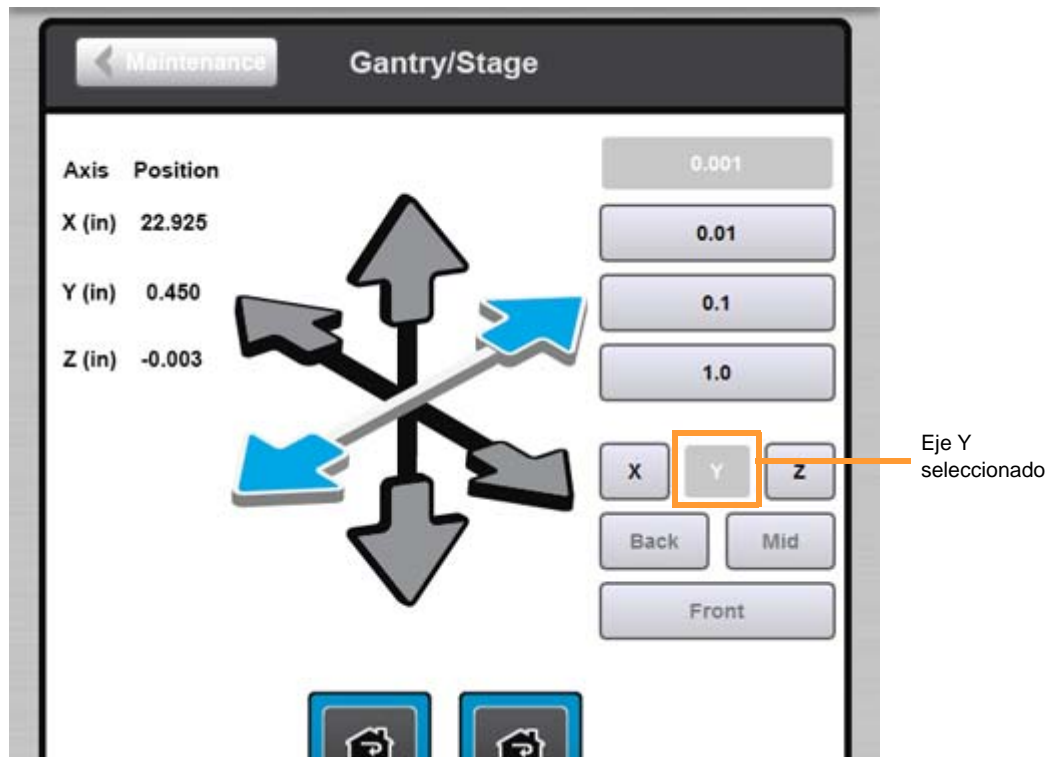 Maintenance
Gantry/Stage
Axis Position
X (in) 22.925
Y (in) 0.450
Z (in) -0.003
0.001
0.01
0.1
1.0
X Y Z
Back Mid
Front
Eje Y
seleccionado